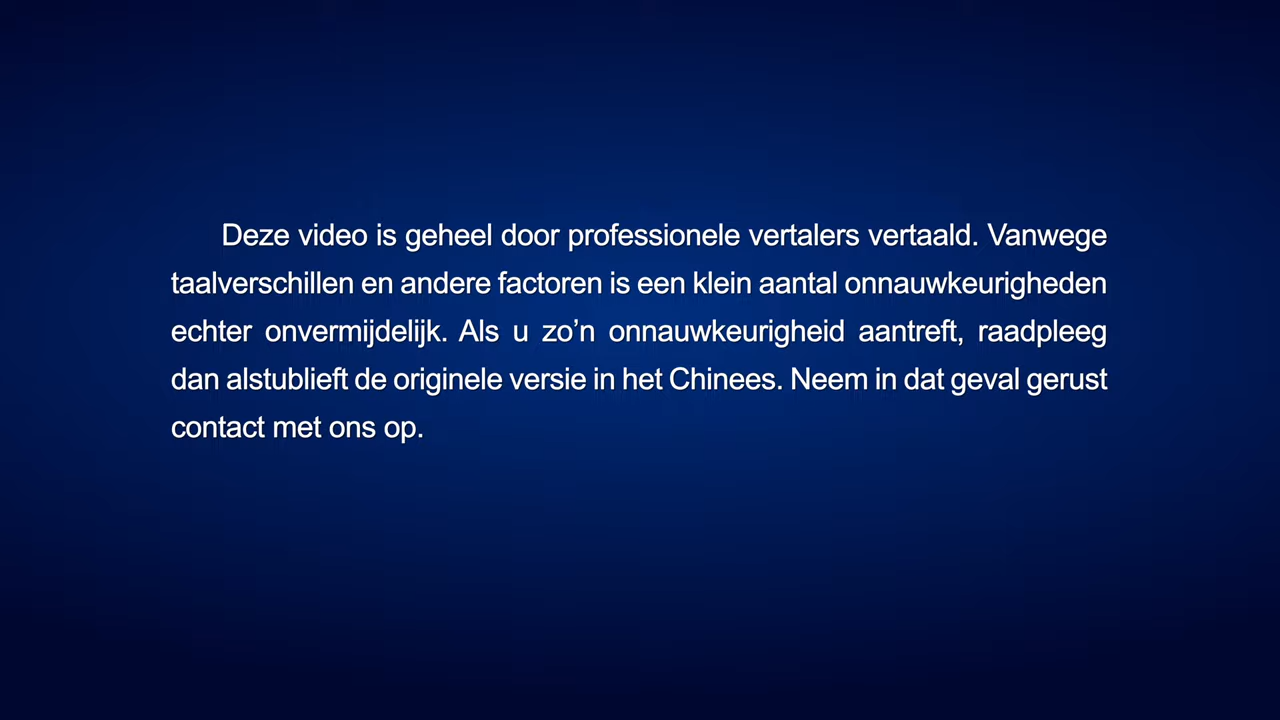 Deze video is geheel door professionele vertalers vertaald. Vanwege
taalverschillen en andere factoren is een klein aantal onnauwkeurigheden
echter onvermijdelijk. Als u zo’n onnauwkeurigheid aantreft, raadpleeg
dan alstublieft de originele versie in het Chinees. Neem in dat geval gerust
contact met ons op.